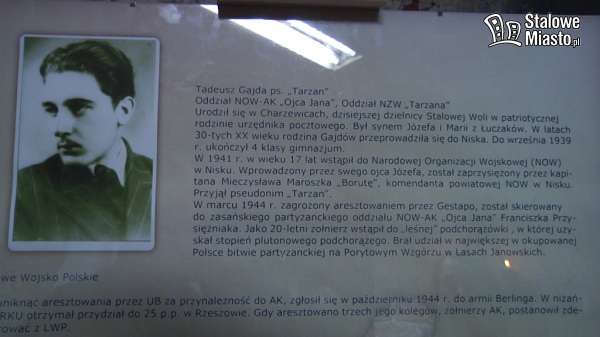 Stalowe
Miasto.pl
Tadeusz Gajda ps. „Tarzan”
Oddział NOW-AK „Ojca Jana”, Oddział NZW „Tarzana”
Urodził się w Charzewicach, dzisiejszej dzielnicy Stalowej Woli w patriotycznej
rodzinie urzędnika pocztowego. Był synem Józefa i Marii z Łuczaków. W latach
30-tych XX wieku rodzina Gajdów przeprowadziła się do Niska. Do września 1939
r. ukończył 4 klasy gimnazjum.
W 1941 r. w wieku 17 lat wstąpił do Narodowej Organizacji Wojskowej (NOW)
w Nisku. Wprowadzony przez swego ojca Józefa, został zaprzysiężony przez kapi-
tana Mieczysława Maroszka „Borutę”, komendanta powiatowej NOW w Nisku.
Przyjął pseudonim „Tarzan”.
W marcu 1944 r. zagrożony aresztowaniem przez Gestapo, został skierowany
do zasańskiego partyzanckiego oddziału NOW-AK „Ojca Jana” Franciszka Przy-
siężniaka. Jako 20-letni żołnierz wstąpił do „leśnej” podchorążówki , w której uzy-
skał stopień plutonowego podchorążego. Brał udział w największej w okupowanej
Polsce bitwie partyzanckiej na Porytowym Wzgórzu w Lasach Janowskich.
we Wojsko Polskie
uniknąć aresztowania przez UB za przynależność do AK, zgłosił się w październiku 1944 r. do armii Berlinga. W niżań-
RKU otrzymał przydział do 25 p.p. w Rzeszowie. Gdy aresztowano trzech jego kolegów, żołnierzy AK, postanowił zde-
rować z LWP.